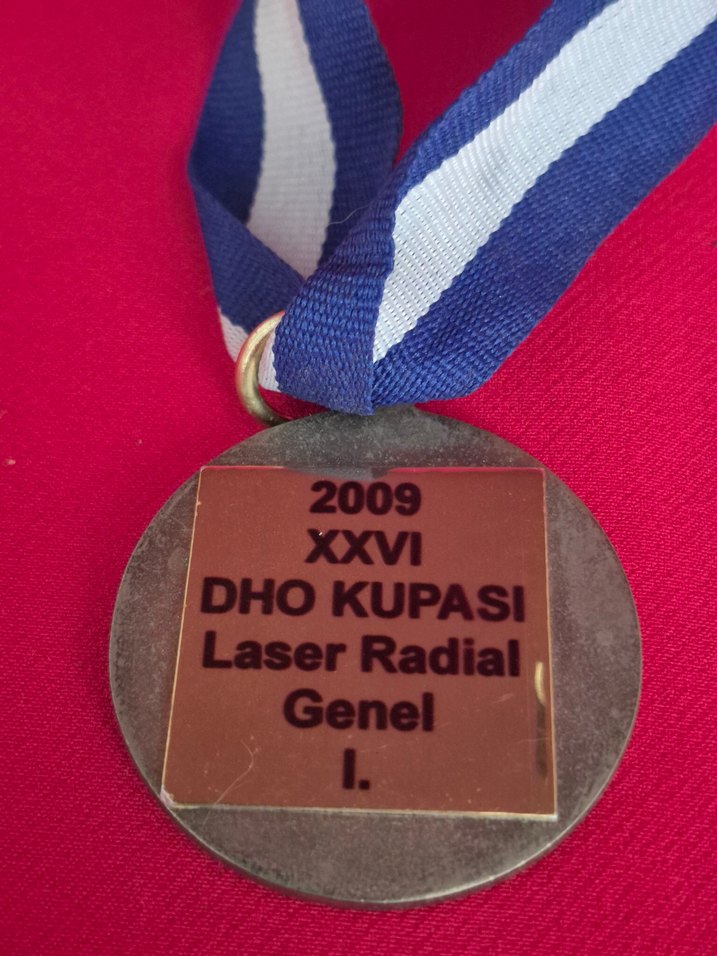 2009
XXVI
DHO KUPASI
Laser Radial
Genel
I.